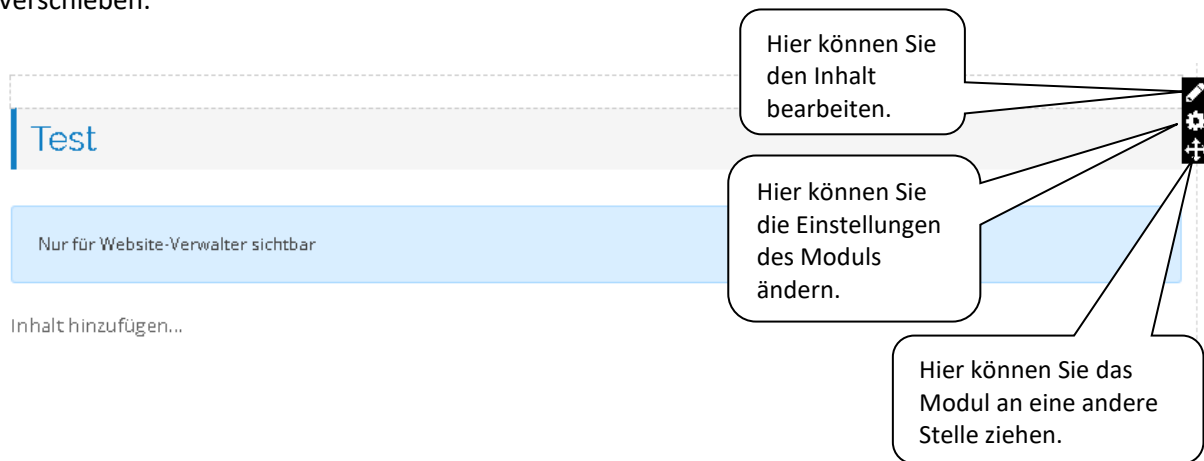 verschieben.
Hier können Sie
den Inhalt
bearbeiten.
Test
Hier können Sie
die Einstellungen
des Moduls
ändern.
Nur für Website-Verwalter sichtbar
Inhalt hinzufügen...
Hier können Sie das
Modul an eine andere
Stelle ziehen.